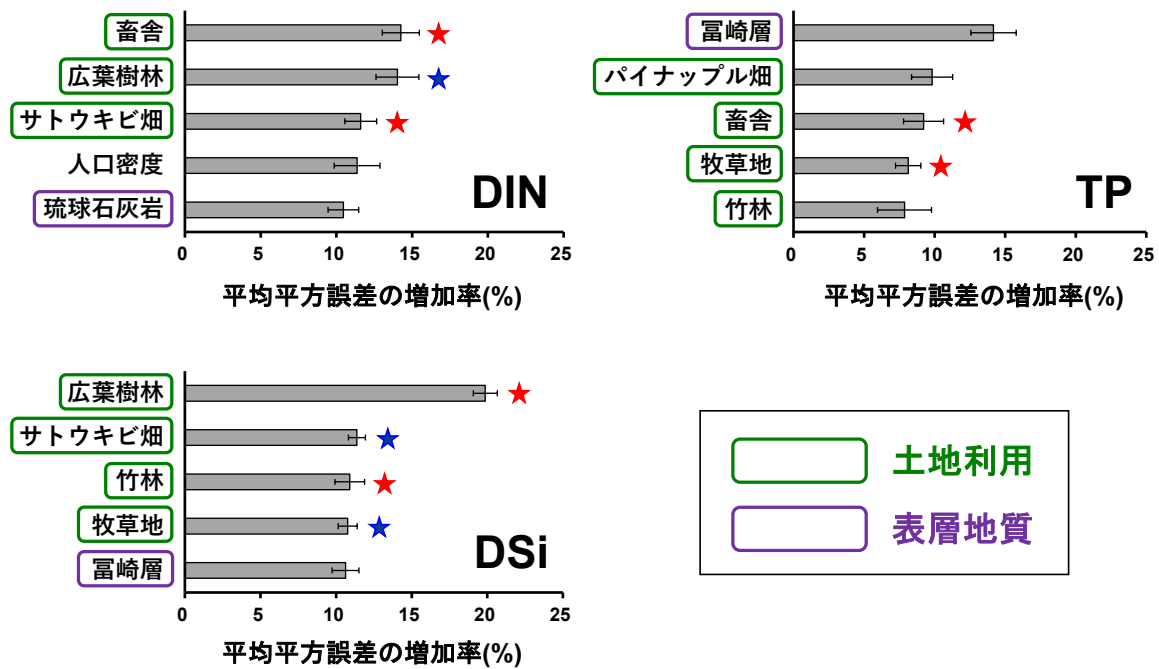 畜舎
広葉樹林
サトウキビ畑
人口密度
琉球石灰岩
DIN
0 5 10 15 20 25
平均平方誤差の増加率(%)
冨崎層
パイナップル畑
畜舎
牧草地
竹林
TP
0 5 10 15 20 25
平均平方誤差の増加率(%)
広葉樹林
サトウキビ畑
竹林
牧草地
冨崎層
DSi
0 5 10 15 20 25
平均平方誤差の増加率(%)
土地利用
表層地質